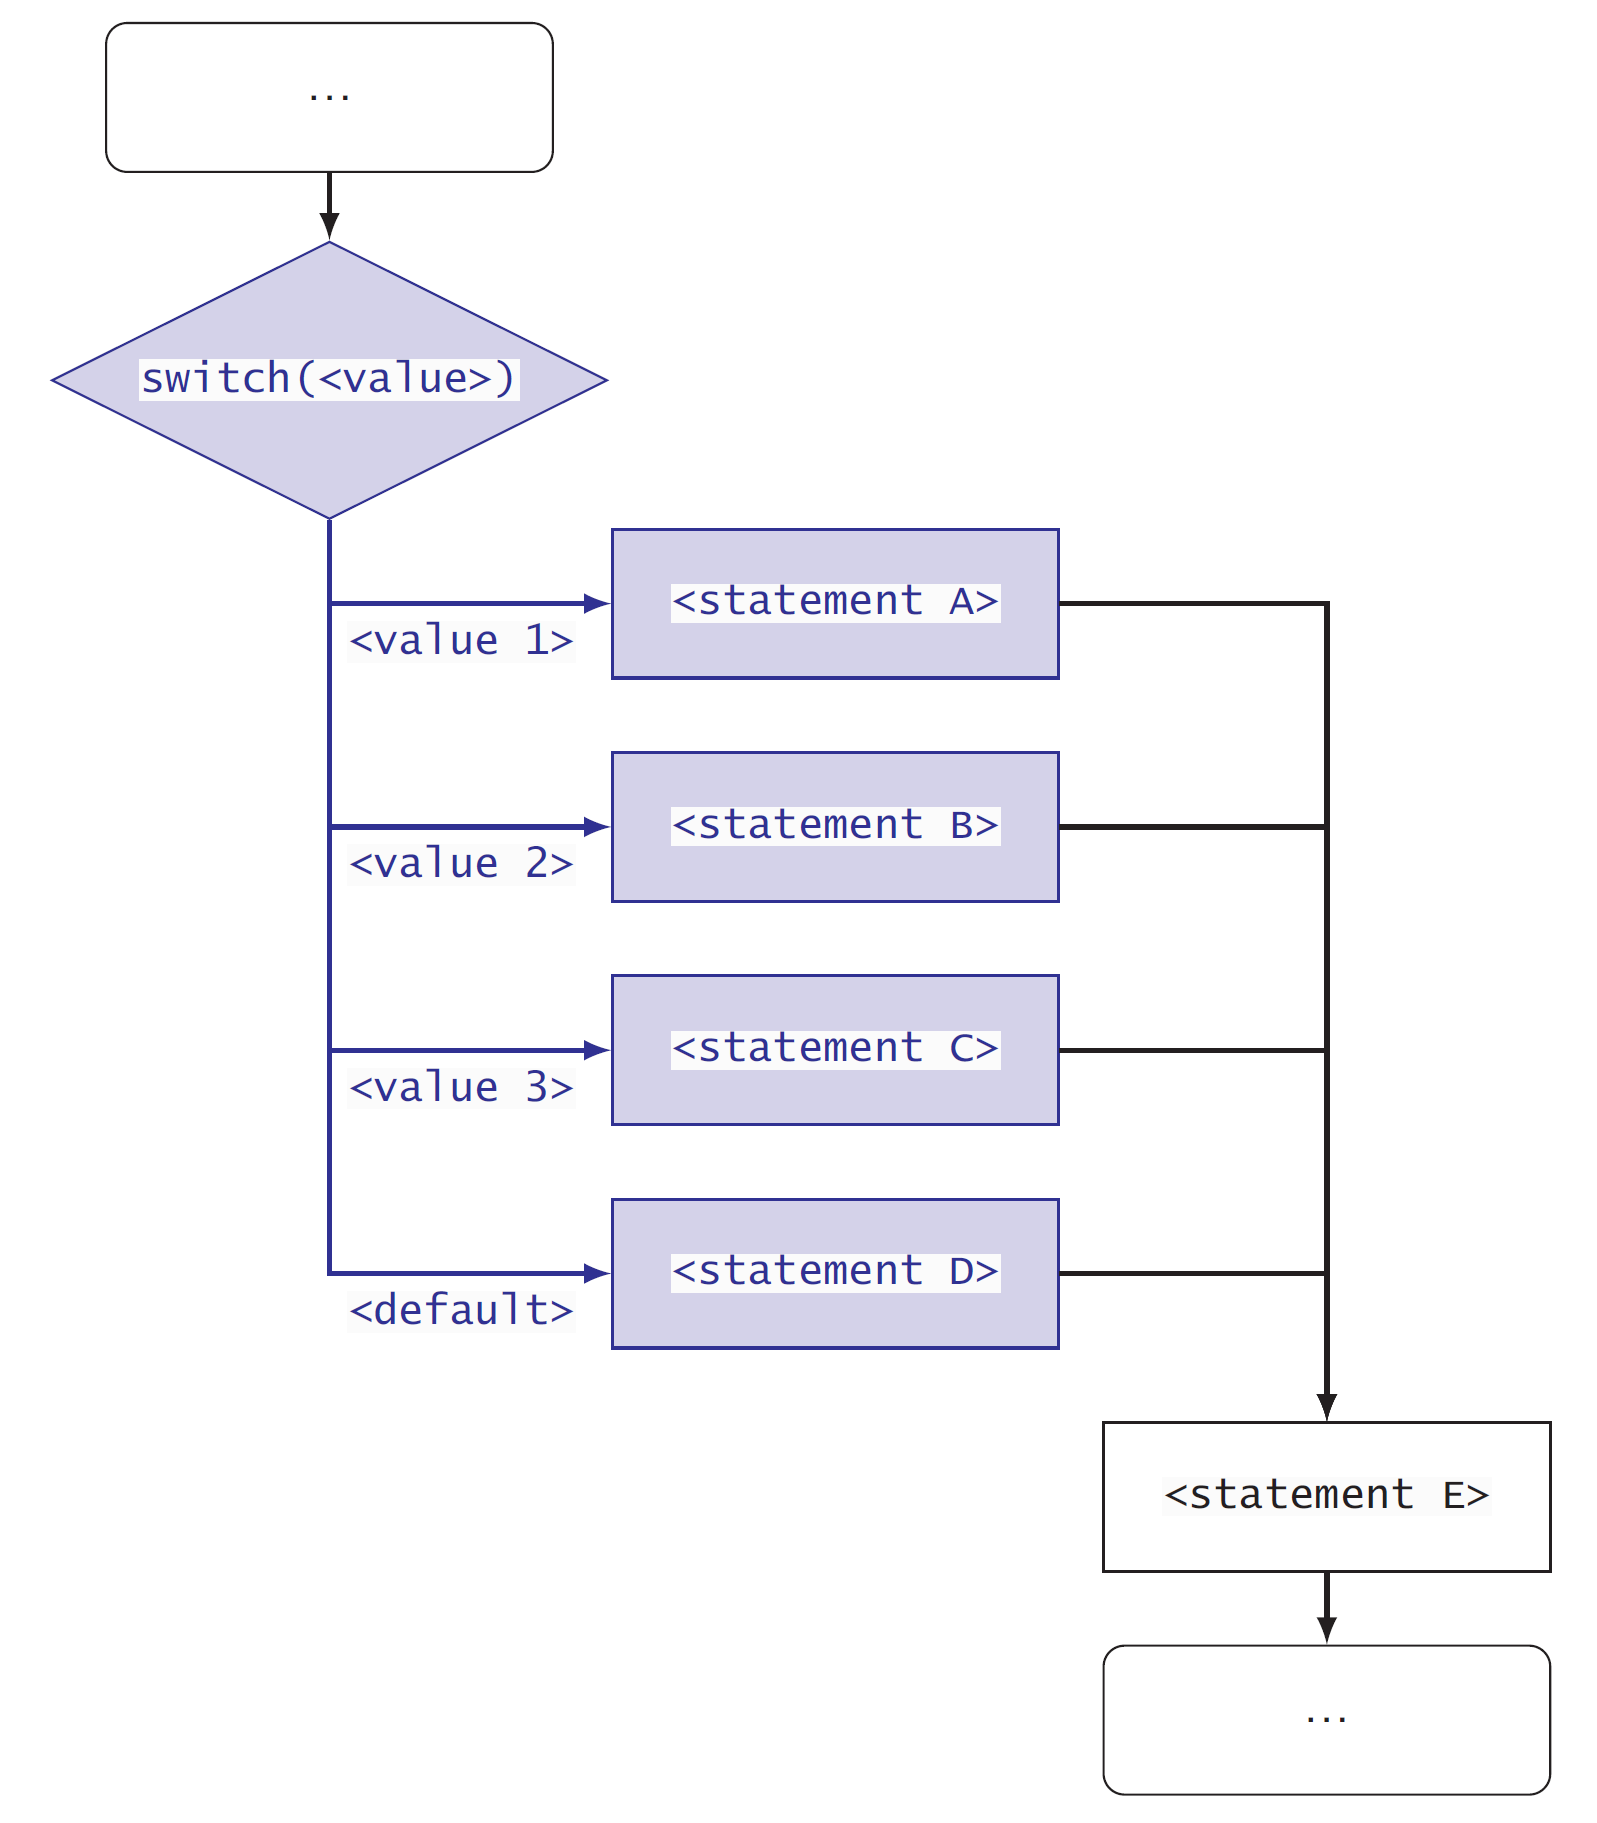 ...
switch(<value>)
<statement A>
<value 1>
<statement B>
<value 2>
<statement C>
<value 3>
<statement D>
<default>
<statement E>
...